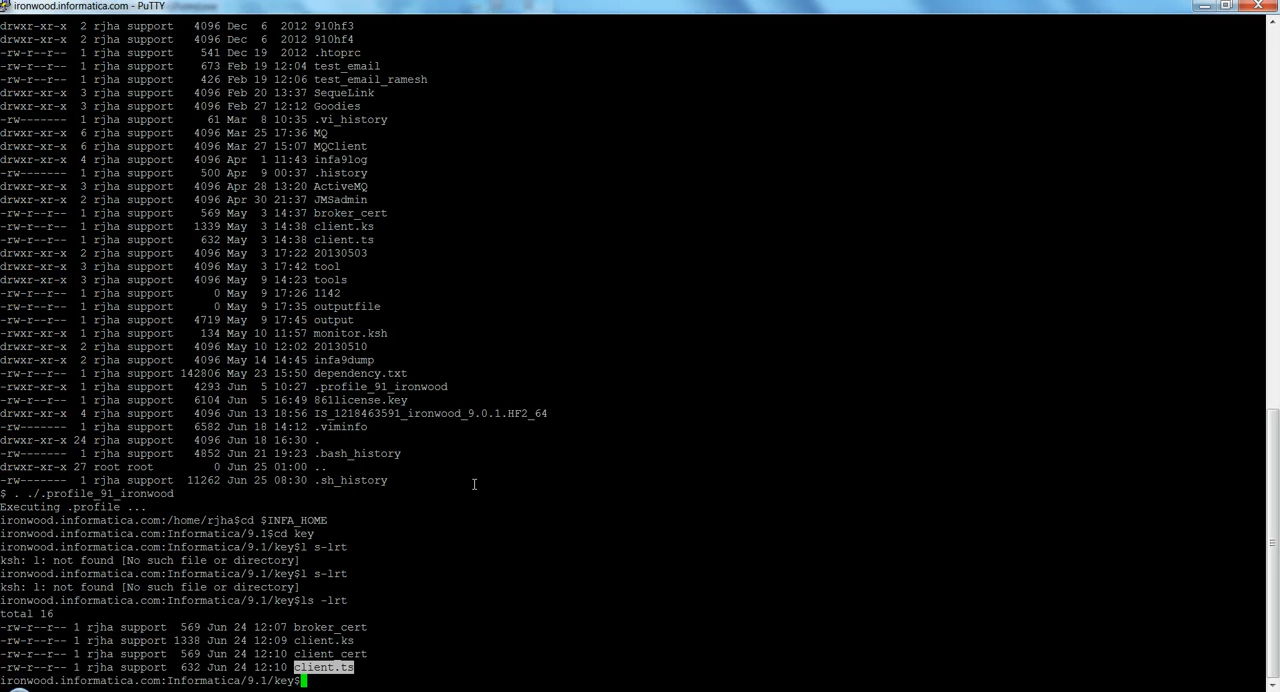 ironwood.informatica.com - PuTTY
drwxr-xr-x 2 rjha support 4096 Dec 6 2012 910hf3
drwxr-xr-x 2 rjha support 4096 Dec 6 2012 910hf4
-rw-r--r-- 1 rjha support 541 Dec 19 2012 .htoprc
-rw-r--r-- 1 rjha support 673 Feb 19 12:04 test_email
-rw-r--r-- 1 rjha support 426 Feb 19 12:06 test_email_ramesh
drwxr-xr-x 3 rjha support 4096 Feb 20 13:37 SequeLink
drwxr-xr-x 3 rjha support 4096 Feb 27 12:12 Goodies
-rw------- 1 rjha support 61 Mar 8 10:35 .vi_history
drwxr-xr-x 6 rjha support 4096 Mar 25 17:36 MQ
drwxr-xr-x 6 rjha support 4096 Mar 27 15:07 MQClient
drwxr-xr-x 4 rjha support 4096 Apr 1 11:43 infa9log
-rw------- 1 rjha support 500 Apr 9 00:37 .history
drwxr-xr-x 3 rjha support 4096 Apr 28 13:20 ActiveMQ
drwxr-xr-x 2 rjha support 4096 Apr 30 21:37 JMSadmin
-rw-r--r-- 1 rjha support 569 May 3 14:37 broker_cert
-rw-r--r-- 1 rjha support 1339 May 3 14:38 client.ks
-rw-r--r-- 1 rjha support 632 May 3 14:38 client.ts
drwxr-xr-x 2 rjha support 4096 May 3 17:22 20130503
drwxr-xr-x 3 rjha support 4096 May 3 17:42 tool
drwxr-xr-x 3 rjha support 4096 May 9 14:23 tools
-rw-r--r-- 1 rjha support 0 May 9 17:26 1142
-rw-r--r-- 1 rjha support 0 May 9 17:35 outputfile
-rw-r--r-- 1 rjha support 4719 May 9 17:45 output
-rw-r--r-- 1 rjha support 134 May 10 11:57 monitor.ksh
drwxr-xr-x 2 rjha support 4096 May 10 12:02 20130510
drwxr-xr-x 2 rjha support 4096 May 14 14:45 infa9dump
-rw-r--r-- 1 rjha support 142806 May 23 15:50 dependency.txt
-rwxr-xr-x 1 rjha support 4293 Jun 5 10:27 .profile_91_ironwood
-rw-r--r-- 1 rjha support 6104 Jun 5 16:49 861license.key
drwxr-xr-x 4 rjha support 4096 Jun 13 18:56 IS_1218463591_ironwood_9.0.1.HF2_64
-rw------- 1 rjha support 6582 Jun 18 14:12 .viminfo
drwxr-xr-x 24 rjha support 4096 Jun 18 16:30 .
-rw------- 1 rjha support 4852 Jun 21 19:23 .bash_history
drwxr-xr-x 27 root root 0 Jun 25 01:00 ..
-rw------- 1 rjha support 11262 Jun 25 08:30 .sh_history
$ . ./.profile_91_ironwood
Executing .profile ...
ironwood.informatica.com:/home/rjha$cd $INFA_HOME
ironwood.informatica.com:Informatica/9.1$cd key
ironwood.informatica.com:Informatica/9.1/key$l s-lrt
ksh: l: not found [No such file or directory]
ironwood.informatica.com:Informatica/9.1/key$l s-lrt
ksh: l: not found [No such file or directory]
ironwood.informatica.com:Informatica/9.1/key$ls -lrt
total 16
-rw-r--r-- 1 rjha support 569 Jun 24 12:07 broker_cert
-rw-r--r-- 1 rjha support 1338 Jun 24 12:09 client.ks
-rw-r--r-- 1 rjha support 569 Jun 24 12:10 client_cert
-rw-r--r-- 1 rjha support 632 Jun 24 12:10 client.ts
ironwood.informatica.com:Informatica/9.1/key$